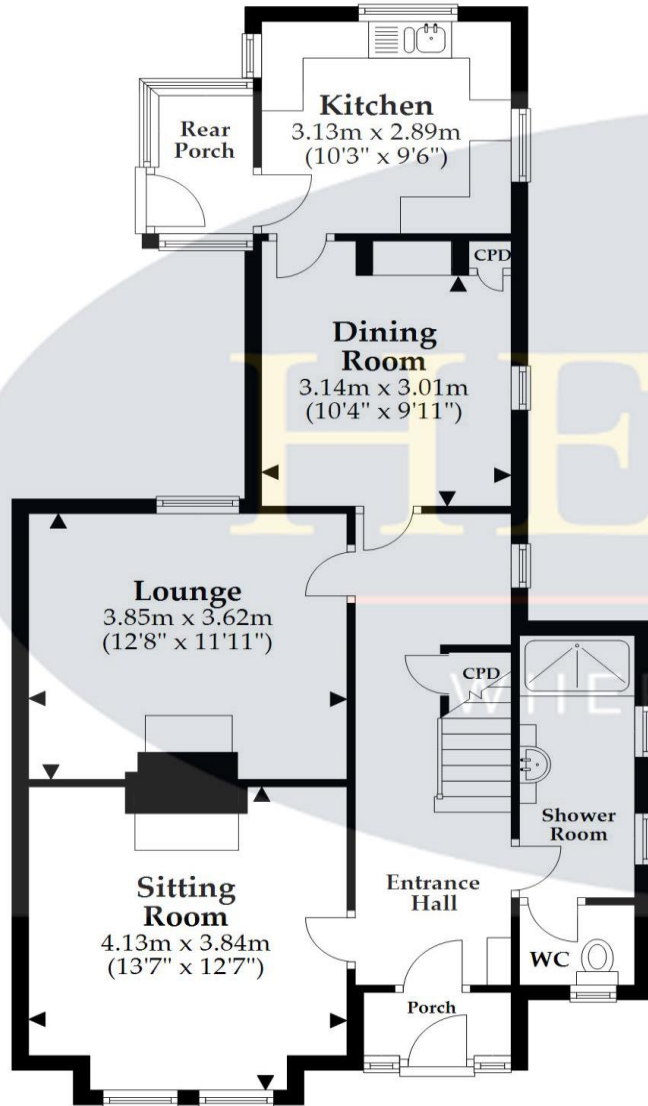 Kitchen
3.13m x 2.89m
(10'3" x 9'6")
Rear
Porch
CPD
Dining
Room
3.14m x 3.01m
(10'4" x 9'11")
HE
Lounge
3.85m x 3.62m
(12'8" x 11'11")
CPD
WHE
Shower
Room
Sitting
Room
4.13m x 3.84m
(13'7" x 12'7")
Entrance
Hall
WC
Porch